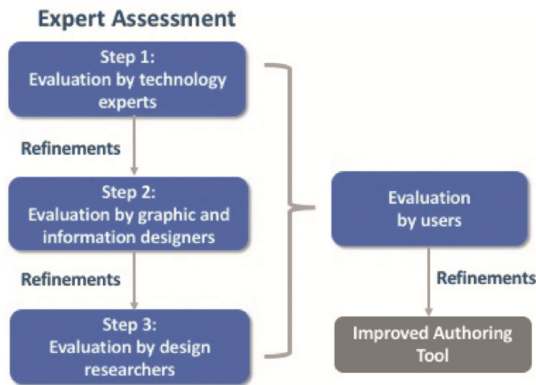 Expert Assessment
Step 1:
Evaluation by technology
experts
Refinements
Step 2:
Evaluation by graphic and
information designers
Refinements
Step 3:
Evaluation by design
researchers
Evaluation
by users
Refinements
Improved Authoring
Tool